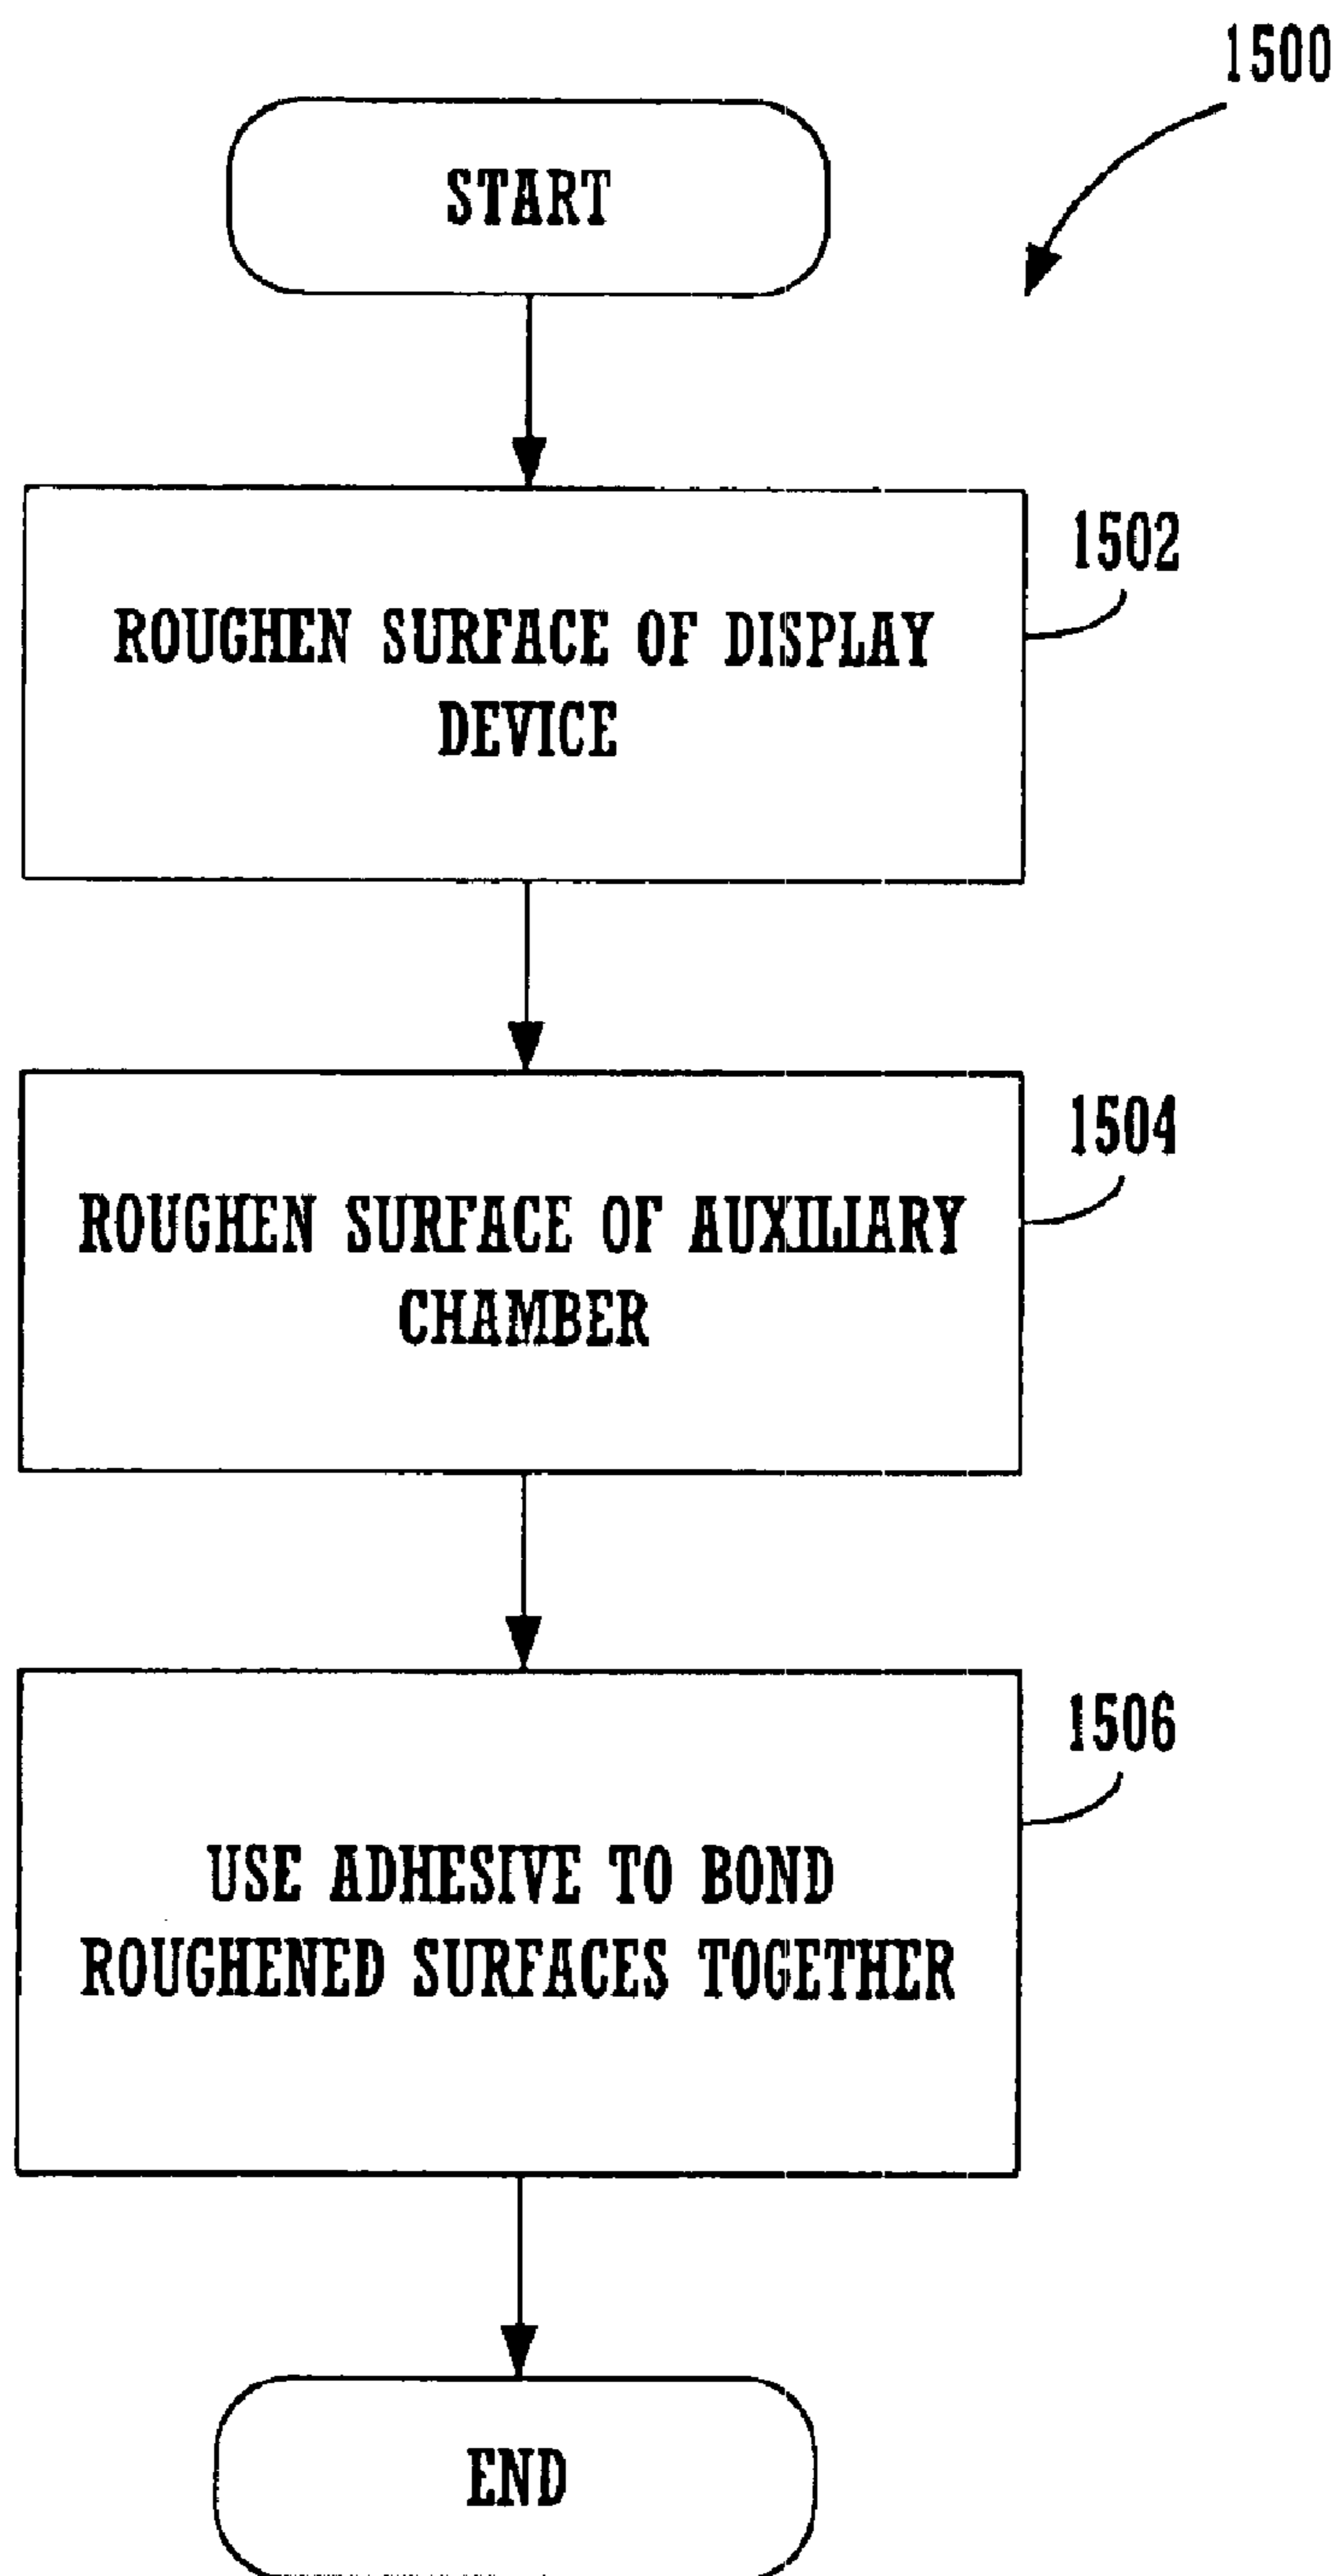 1500
START
1502
ROUGHEN SURFACE OF DISPLAY
DEVICE
1504
ROUGHEN SURFACE OF AUXILIARY
CHAMBER
1506
USE ADHESIVE TO BOND
ROUGHENED SURFACES TOGETHER
END